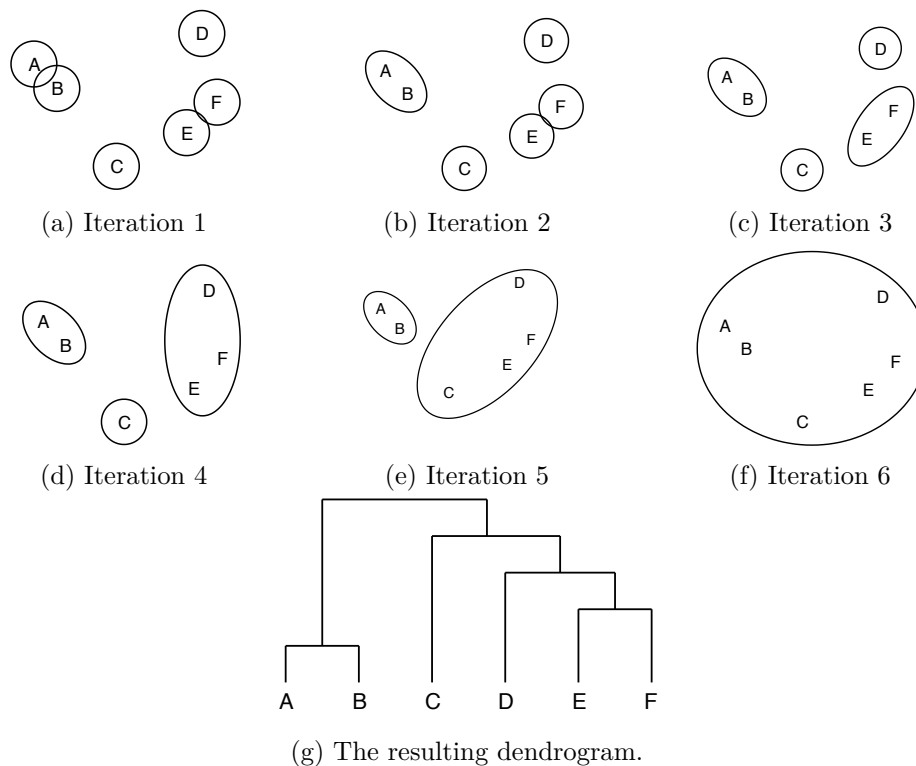 D
A
B
F
E
C
(a) Iteration 1
D
A
B
F
E
C
(b) Iteration 2
D
A
B
F
E
C
(c) Iteration 3
D
A
B
F
E
C
(d) Iteration 4
D
A
B
F
E
C
(e) Iteration 5
D
A
B
F
E
C
(f) Iteration 6
A B C D E F
(g) The resulting dendrogram.